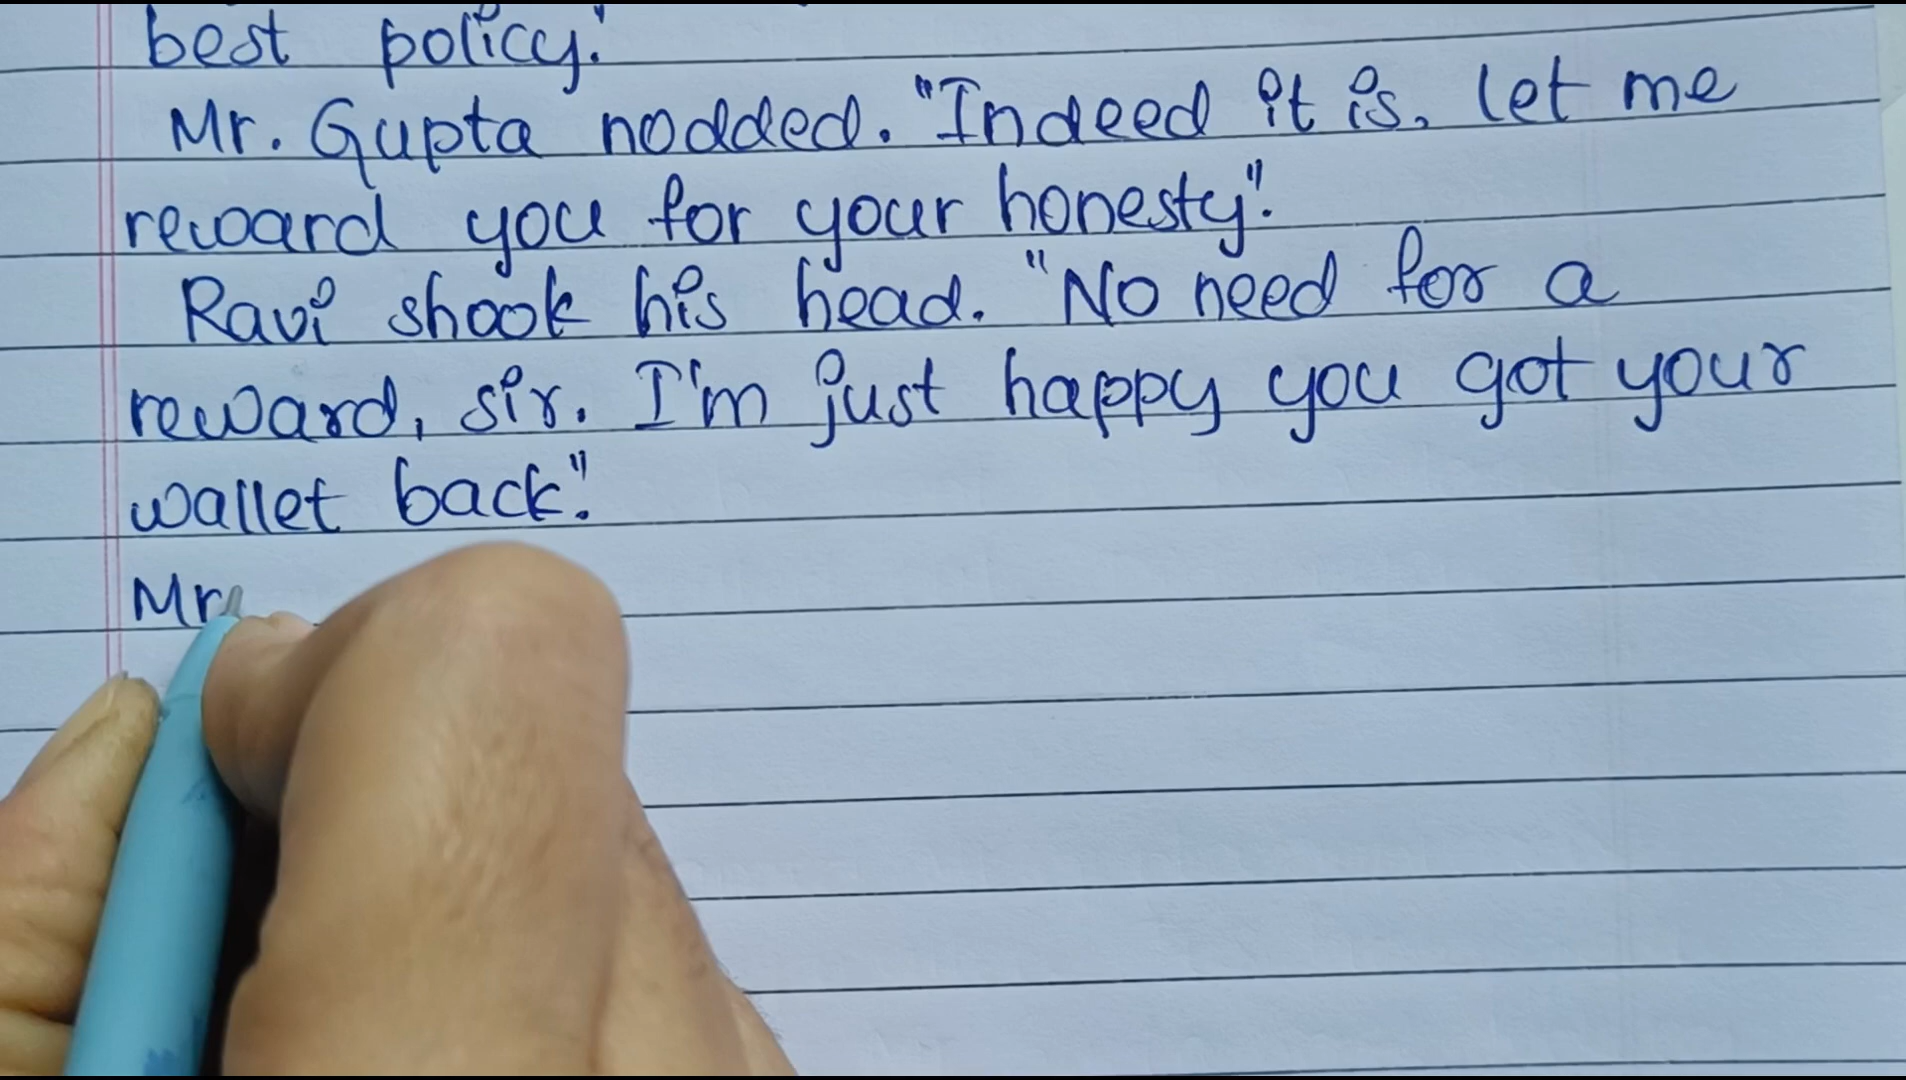 best policy."
Mr. Gupta nodded. "Indeed it is, let me
reward you for your honesty".
Ravi shook his head. "No need for a
reward, sir. I'm just happy you got your
wallet back".
Mr